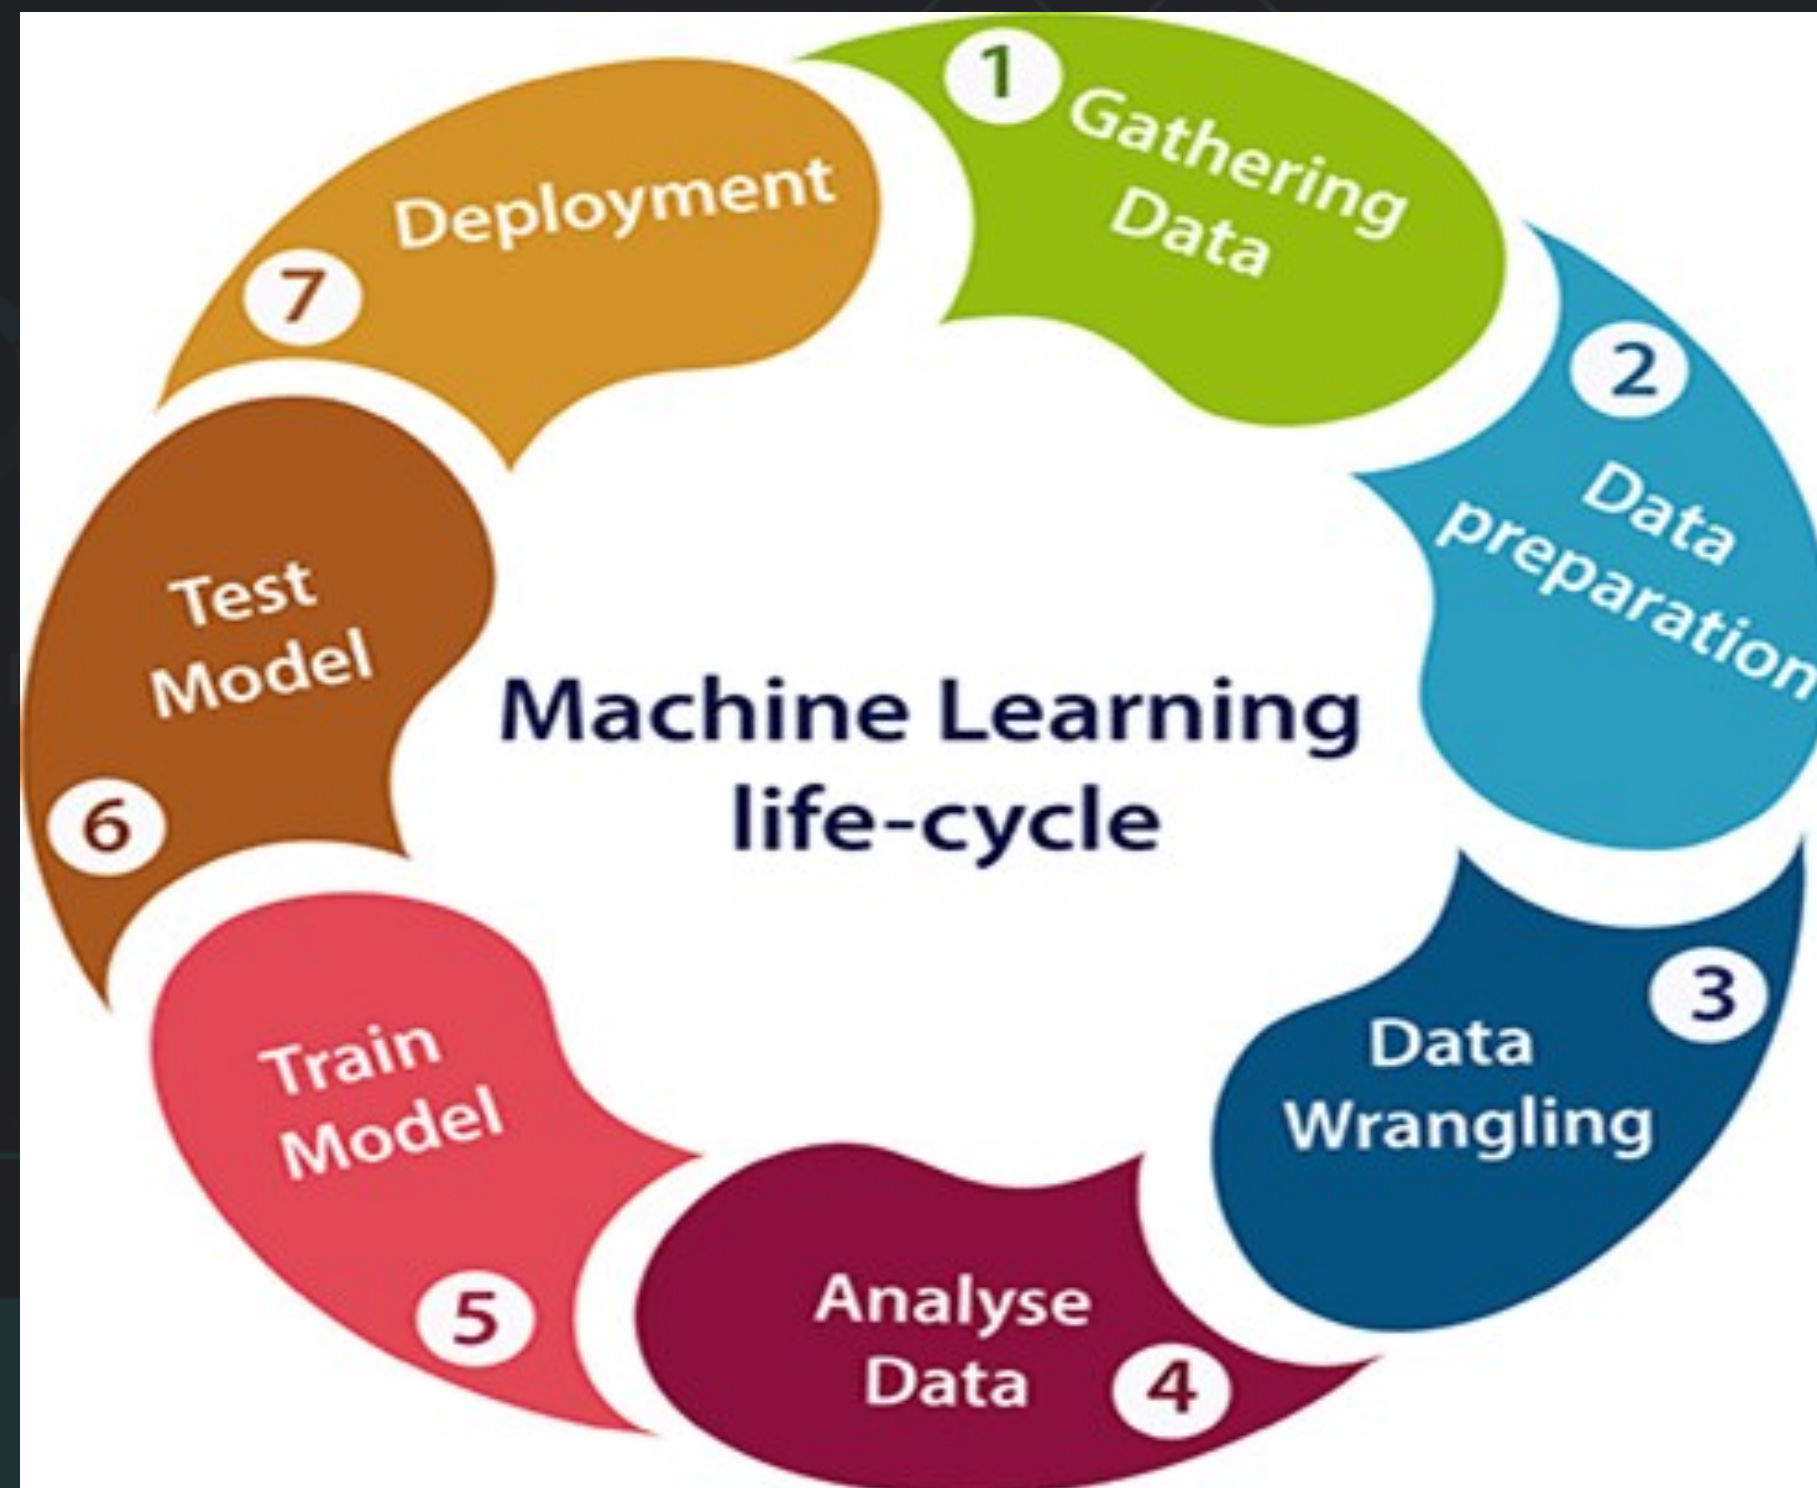 1
Gathering
Data
2
Data
preparation
3
Data
Wrangling
4
Analyse
Data
5
Train
Model
6
Test
Model
7
Deployment
Machine Learning
life-cycle